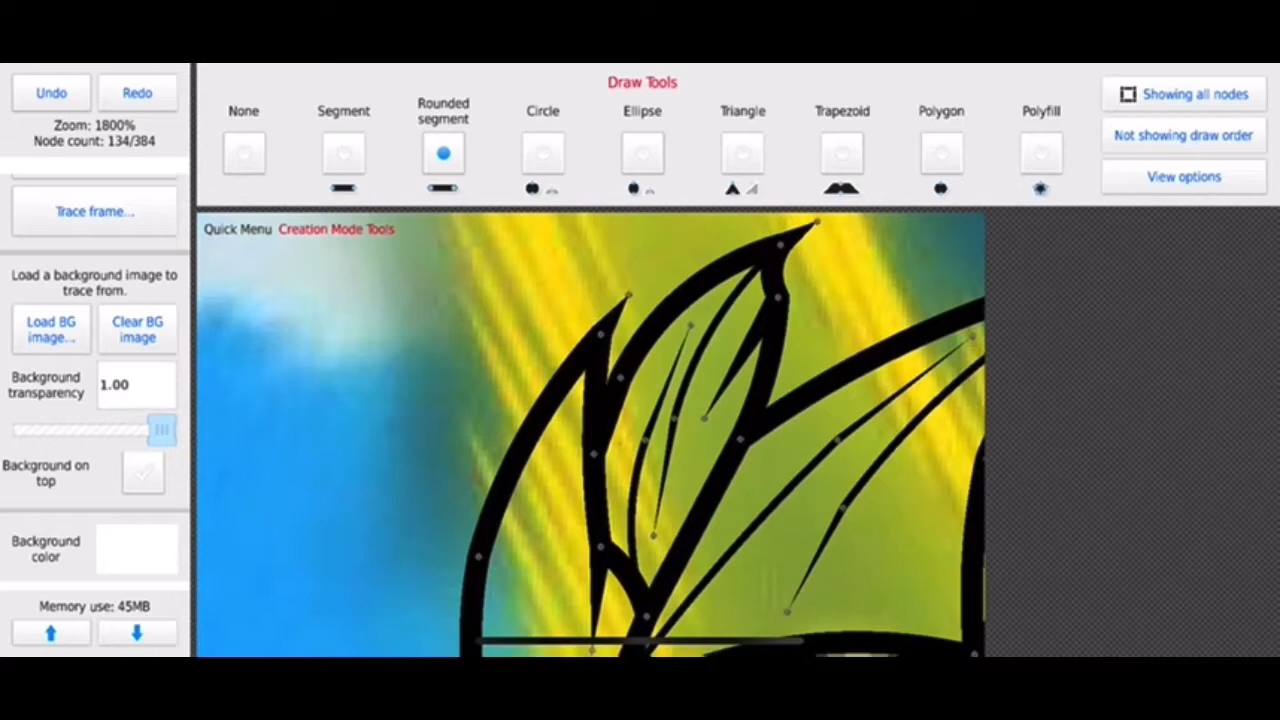 Undo
Redo
Zoom: 1800%
Node count: 134/384
Trace frame...
Load a background image to
trace from.
Load BG
image...
Clear BG
image
Background
transparency
1.00
Background on
top
Background
color
Memory use: 45MB
Draw Tools
None
Segment
Rounded
segment
Circle
Ellipse
Triangle
Trapezoid
Polygon
Polyfill
Showing all nodes
Not showing draw order
View options
Quick Menu
Creation Mode Tools